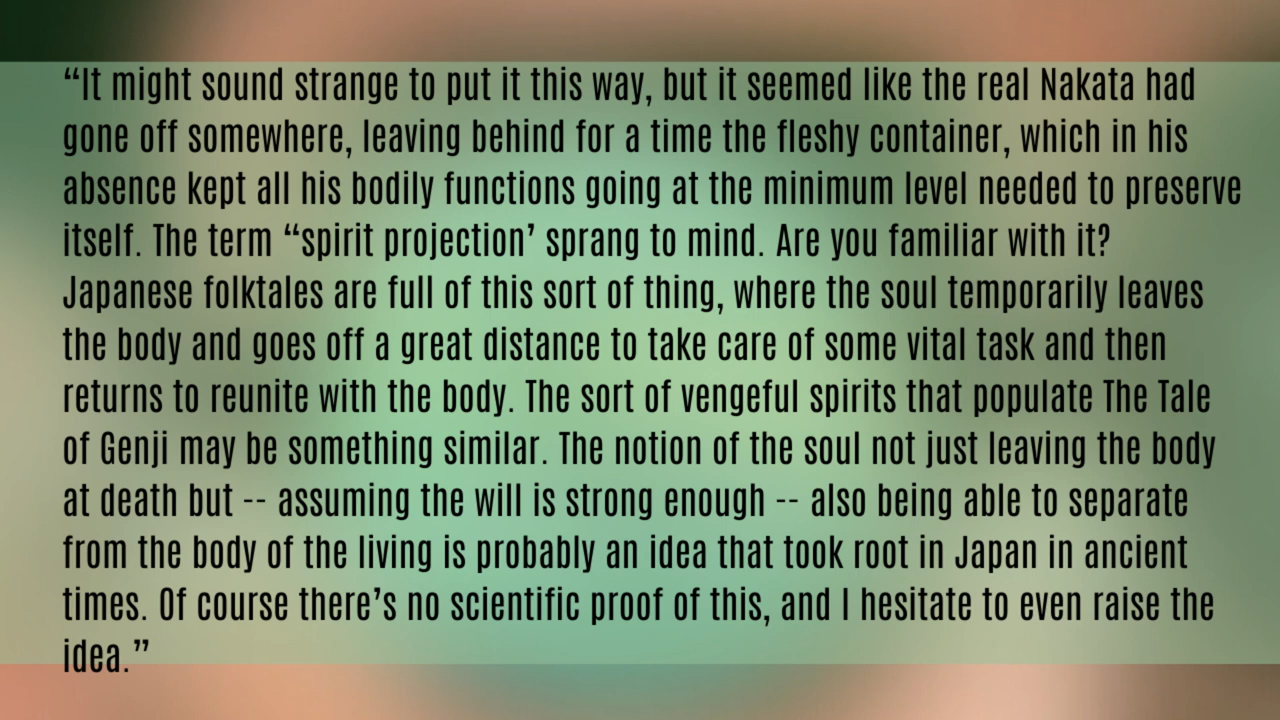 “It might sound strange to put it this way, but it seemed like the real Nakata had
gone off somewhere, leaving behind for a time the fleshy container, which in his
absence kept all his bodily functions going at the minimum level needed to preserve
itself. The term “spirit projection’ sprang to mind. Are you familiar with it?
Japanese folktales are full of this sort of thing, where the soul temporarily leaves
the body and goes off a great distance to take care of some vital task and then
returns to reunite with the body. The sort of vengeful spirits that populate The Tale
of Genji may be something similar. The notion of the soul not just leaving the body
at death but -- assuming the will is strong enough -- also being able to separate
from the body of the living is probably an idea that took root in Japan in ancient
times. Of course there’s no scientific proof of this, and I hesitate to even raise the
idea.”